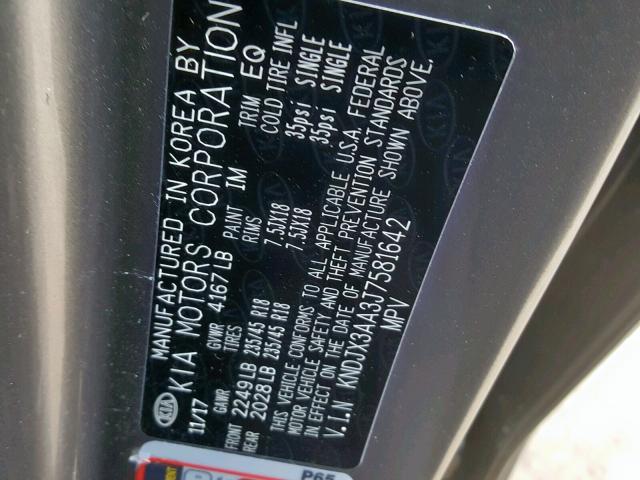 MANUFACTURED IN KOREA BY
KIA MOTORS CORPORATION
KIA
11/17 GVWR 4167LB PAINT IM TRIM EQ
GAWR TIRES RIMS COLD TIRE INFL
FRONT 2249LB 235/45 R18 7.5JX18 35psi SINGLE
REAR 2028LB 235/45 R18 7.5JX18 35psi SINGLE
THIS VEHICLE CONFORMS TO ALL APPLICABLE U.S.A. FEDERAL
MOTOR VEHICLE SAFETY AND THEFT PREVENTION STANDARDS
IN EFFECT ON THE DATE OF MANUFACTURE SHOWN ABOVE.
V.I.N. KNDJX3AA3J7581642
MPV
P65